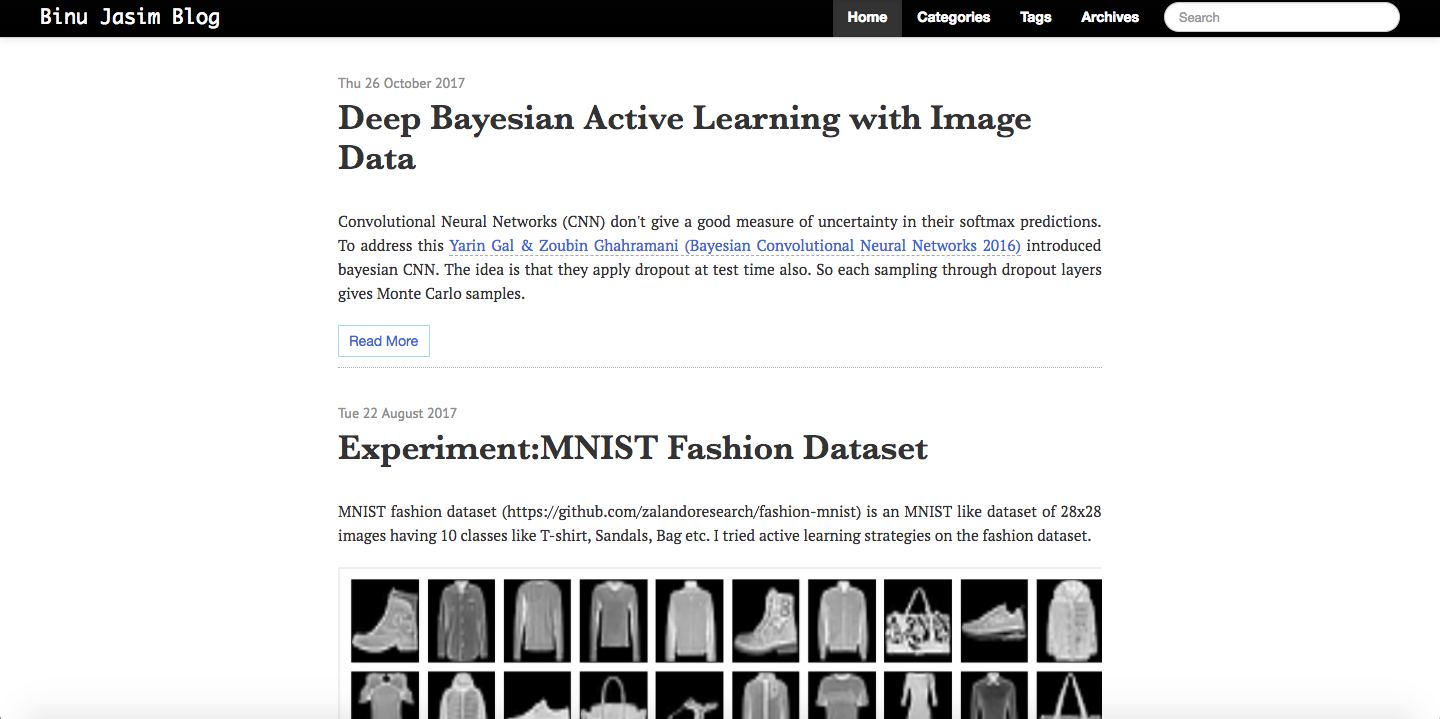 Binu Jasim Blog
Home Categories Tags Archives Search
Thu 26 October 2017
Deep Bayesian Active Learning with Image
Data
Convolutional Neural Networks (CNN) don't give a good measure of uncertainty in their softmax predictions.
To address this Yarin Gal & Zoubin Ghahramani (Bayesian Convolutional Neural Networks 2016) introduced
bayesian CNN. The idea is that they apply dropout at test time also. So each sampling through dropout layers
gives Monte Carlo samples.
Read More
Tue 22 August 2017
Experiment:MNIST Fashion Dataset
MNIST fashion dataset (https://github.com/zalandoresearch/fashion-mnist) is an MNIST like dataset of 28x28
images having 10 classes like T-shirt, Sandals, Bag etc. I tried active learning strategies on the fashion dataset.